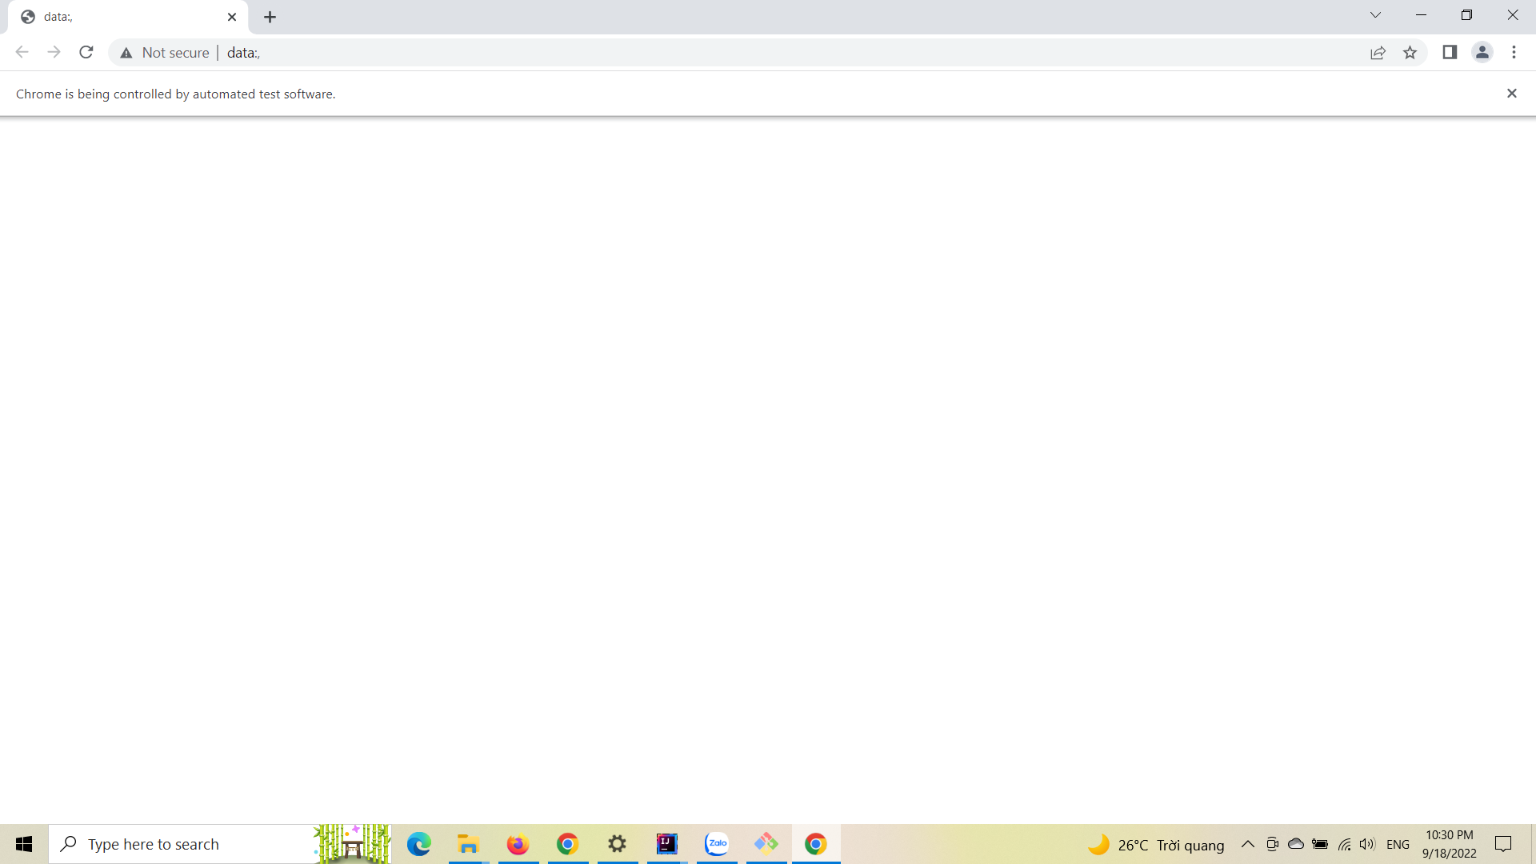 data:,
Not secure | data:,
Chrome is being controlled by automated test software.
Type here to search
IJ
Zalo
26°C Trời quang
ENG
10:30 PM
9/18/2022